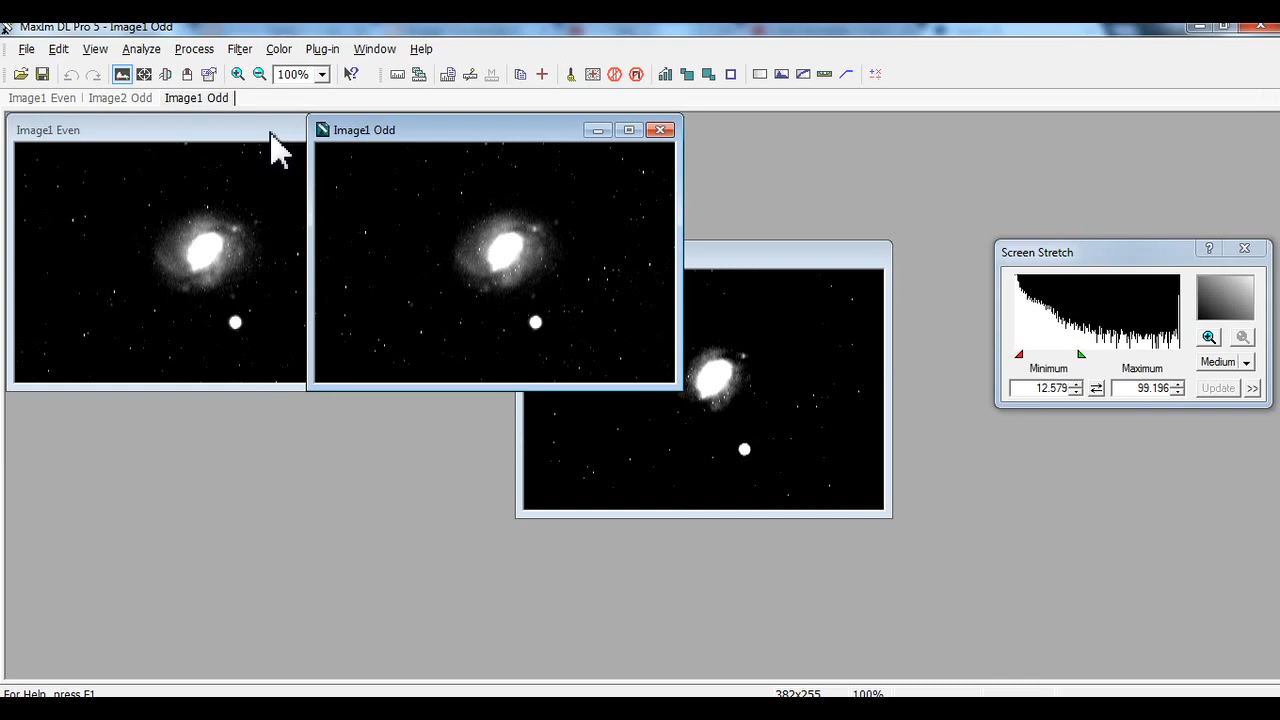 MaxIm DL Pro 5 - Image1 Odd
File Edit View Analyze Process Filter Color Plug-in Window Help
100%
Image1 Even Image2 Odd Image1 Odd
Image1 Even
Image1 Odd
Screen Stretch
Medium
Minimum Maximum
12.579 99.196 Update >>
For Help, press F1 382x255 100%